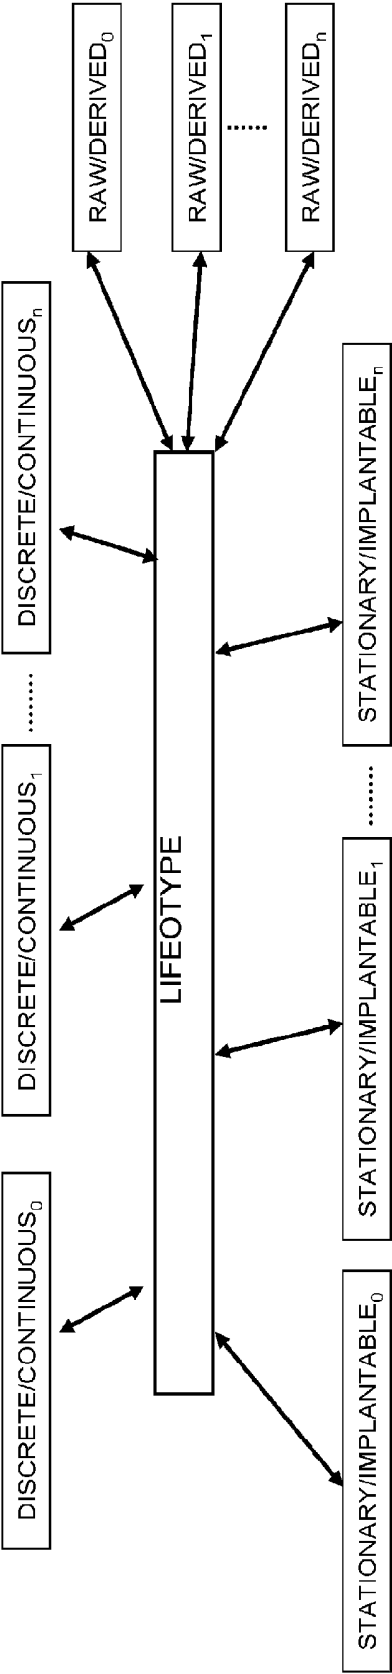 DISCRETE/CONTINUOUS₀
DISCRETE/CONTINUOUS₁
........
DISCRETE/CONTINUOUSₙ
LIFEOTYPE
RAW/DERIVED₀
RAW/DERIVED₁
......
RAW/DERIVEDₙ
STATIONARY/IMPLANTABLE₀
STATIONARY/IMPLANTABLE₁
........
STATIONARY/IMPLANTABLEₙ